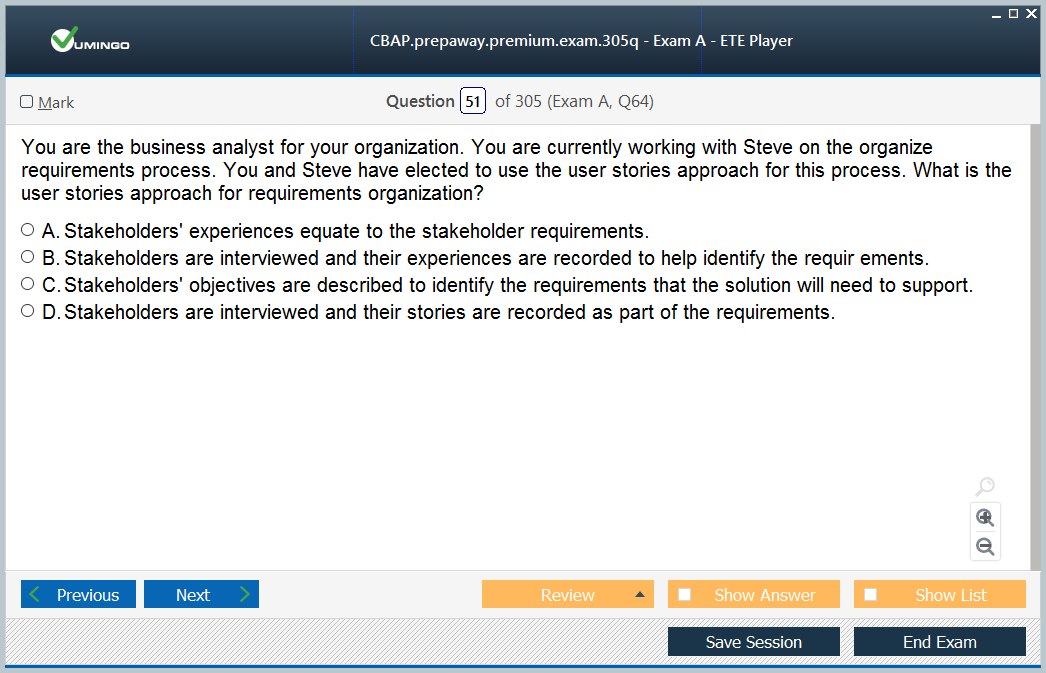 VUMINGO
CBAP.prepaway.premium.exam.305q - Exam A - ETE Player
Mark
Question 51 of 305 (Exam A, Q64)
You are the business analyst for your organization. You are currently working with Steve on the organize
requirements process. You and Steve have elected to use the user stories approach for this process. What is the
user stories approach for requirements organization?
A. Stakeholders' experiences equate to the stakeholder requirements.
B. Stakeholders are interviewed and their experiences are recorded to help identify the requir ements.
C. Stakeholders' objectives are described to identify the requirements that the solution will need to support.
D. Stakeholders are interviewed and their stories are recorded as part of the requirements.
Previous
Next
Review
Show Answer
Show List
Save Session
End Exam